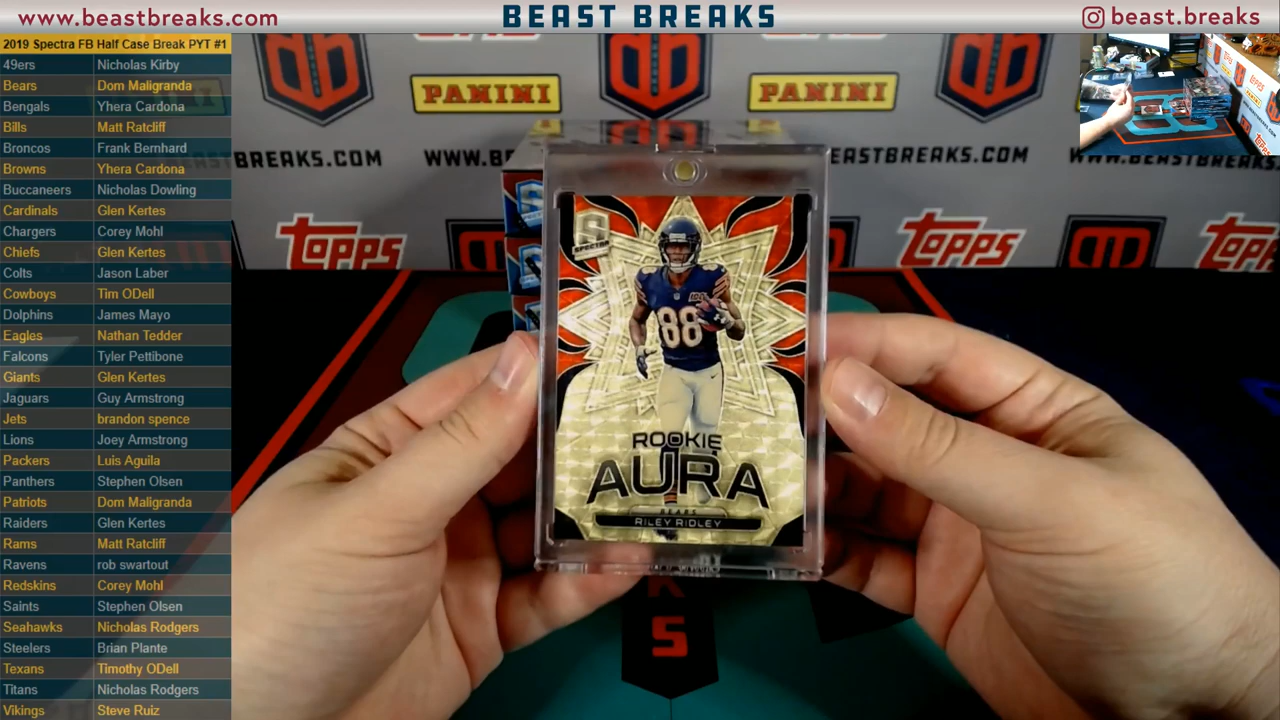 www.beastbreaks.com
BEAST BREAKS
beast.breaks
2019 Spectra FB Half Case Break PYT #1
49ers Nicholas Kirby
Bears Dom Maligranda
Bengals Yhera Cardona
Bills Matt Ratcliff
Broncos Frank Bernhard
Browns Yhera Cardona
Buccaneers Nicholas Dowling
Cardinals Glen Kertes
Chargers Corey Mohl
Chiefs Glen Kertes
Colts Jason Laber
Cowboys Tim ODell
Dolphins James Mayo
Eagles Nathan Tedder
Falcons Tyler Pettibone
Giants Glen Kertes
Jaguars Guy Armstrong
Jets brandon spence
Lions Joey Armstrong
Packers Luis Aguila
Panthers Stephen Olsen
Patriots Dom Maligranda
Raiders Glen Kertes
Rams Matt Ratcliff
Ravens rob swartout
Redskins Corey Mohl
Saints Stephen Olsen
Seahawks Nicholas Rodgers
Steelers Brian Plante
Texans Timothy ODell
Titans Nicholas Rodgers
Vikings Steve Ruiz
PANINI
PANINI
BREAKS.COM
WWW.
BEASTBREAKS.COM
WWW.BEASTBREAKS.COM
topps
topps
topps
SPECTRA
100
88
ROOKIE
AURA
BEARS
RILEY RIDLEY
K
S